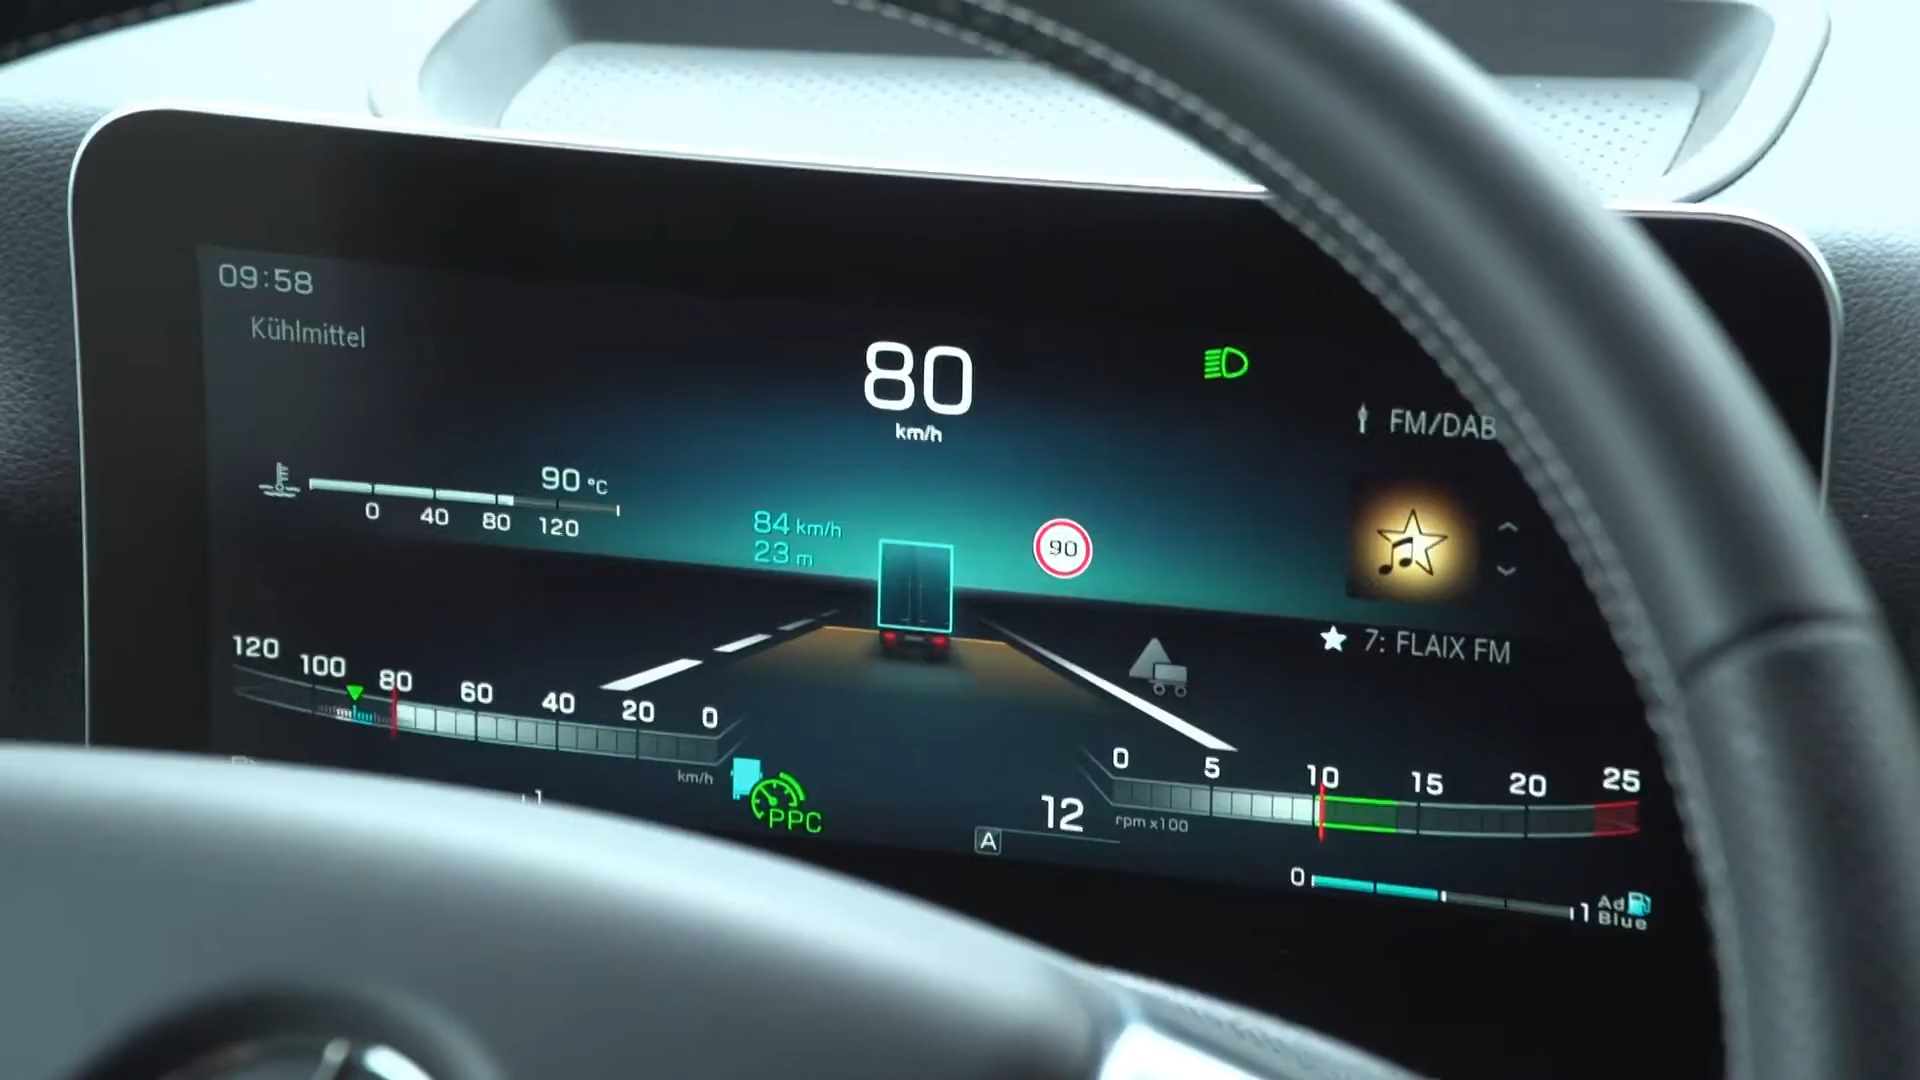 09:58
Kühlmittel
80
km/h
FM/DAB
90 °C
0 40 80 120
84 km/h
23 m
90
7: FLAIX FM
120 100 80 60 40 20 0
km/h
PPC
0 5 10 15 20 25
12
rpm x100
A
0
1
1
Ad
Blue